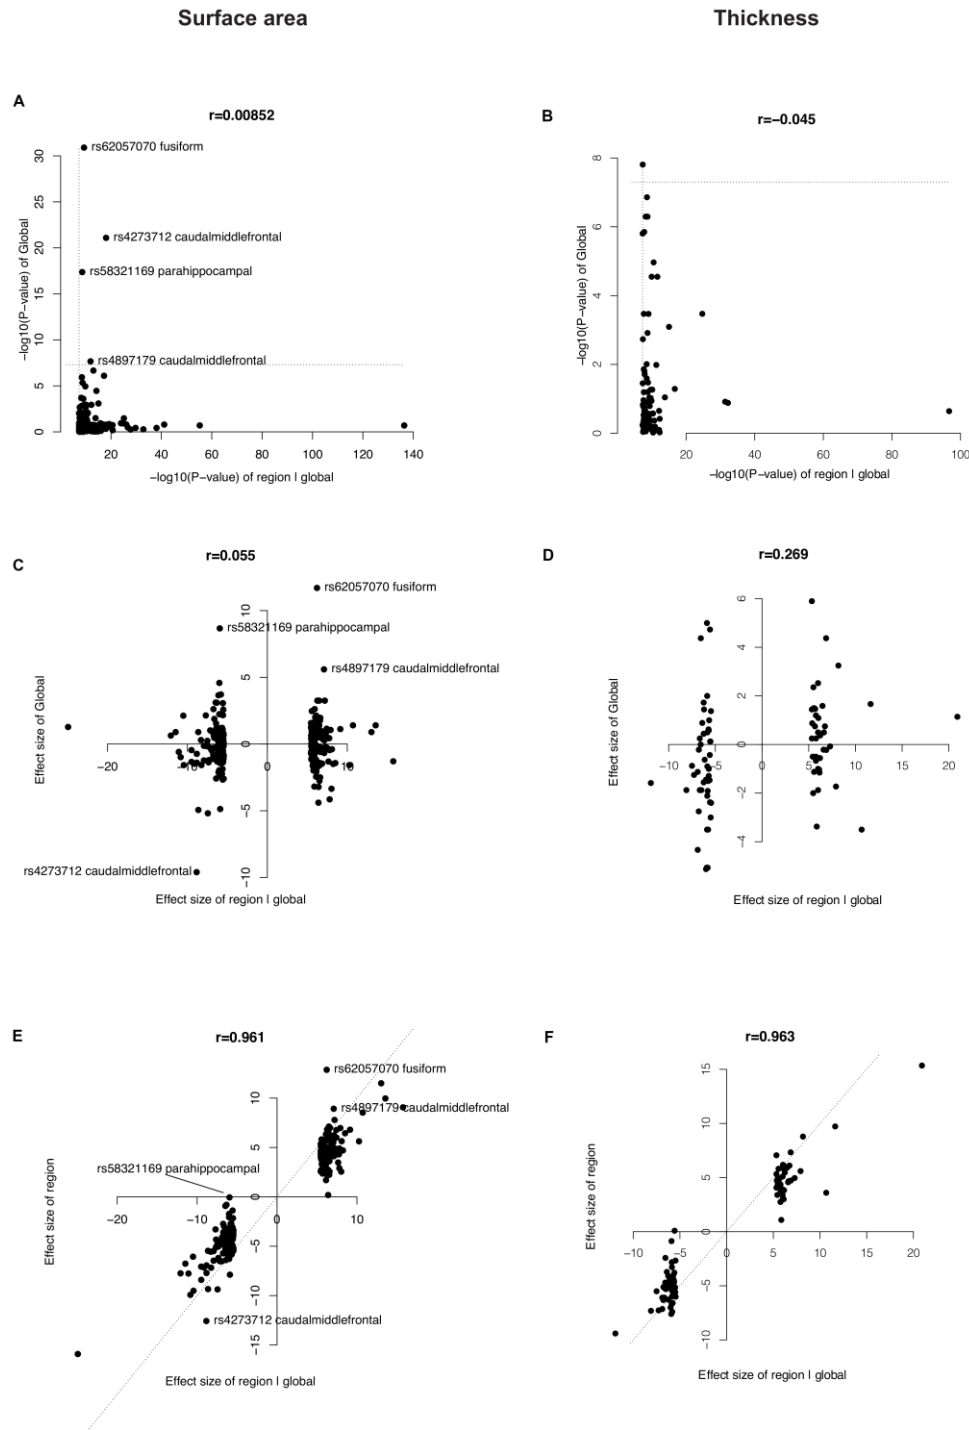 Surface area
Thickness
A
r=0.00852
−log10(P−value) of Global
30
25
20
15
10
5
0
rs62057070 fusiform
rs4273712 caudalmiddlefrontal
rs58321169 parahippocampal
rs4897179 caudalmiddlefrontal
20 40 60 80 100 120 140
−log10(P−value) of region | global
B
r=−0.045
−log10(P−value) of Global
8
6
4
2
0
20 40 60 80 100
−log10(P−value) of region | global
C
r=0.055
Effect size of Global
rs62057070 fusiform
10
rs58321169 parahippocampal
5
rs4897179 caudalmiddlefrontal
0
−20 −10 0 10
−5
rs4273712 caudalmiddlefrontal
−10
Effect size of region | global
D
r=0.269
Effect size of Global
6
4
2
0
−10 −5 0 5 10 15 20
−2
−4
Effect size of region | global
E
r=0.961
Effect size of region
rs62057070 fusiform
10
rs4897179 caudalmiddlefrontal
5
rs58321169 parahippocampal
0
−20 −10 0 10
−5
−10
rs4273712 caudalmiddlefrontal
−15
Effect size of region | global
F
r=0.963
Effect size of region
15
10
5
0
−10 −5 0 5 10 15 20
−5
−10
Effect size of region | global